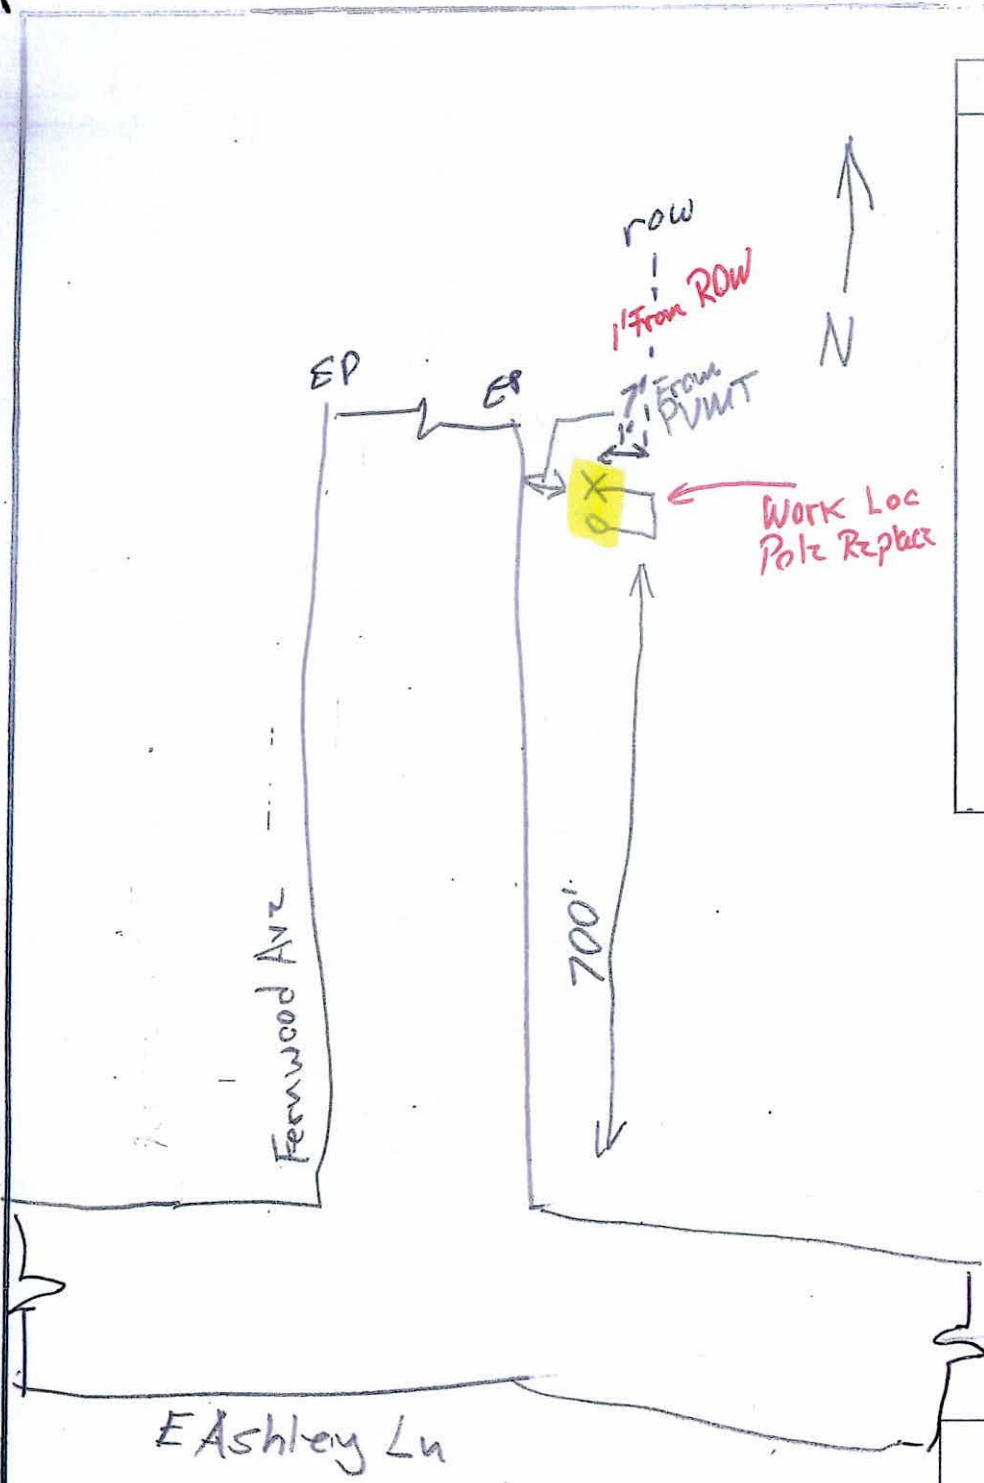 row
1' From ROW
EP
EP
7' From
PVMT
1'
N
X
O
Work Loc
Pole Replace
700'
Fernwood Ave
E Ashley Ln